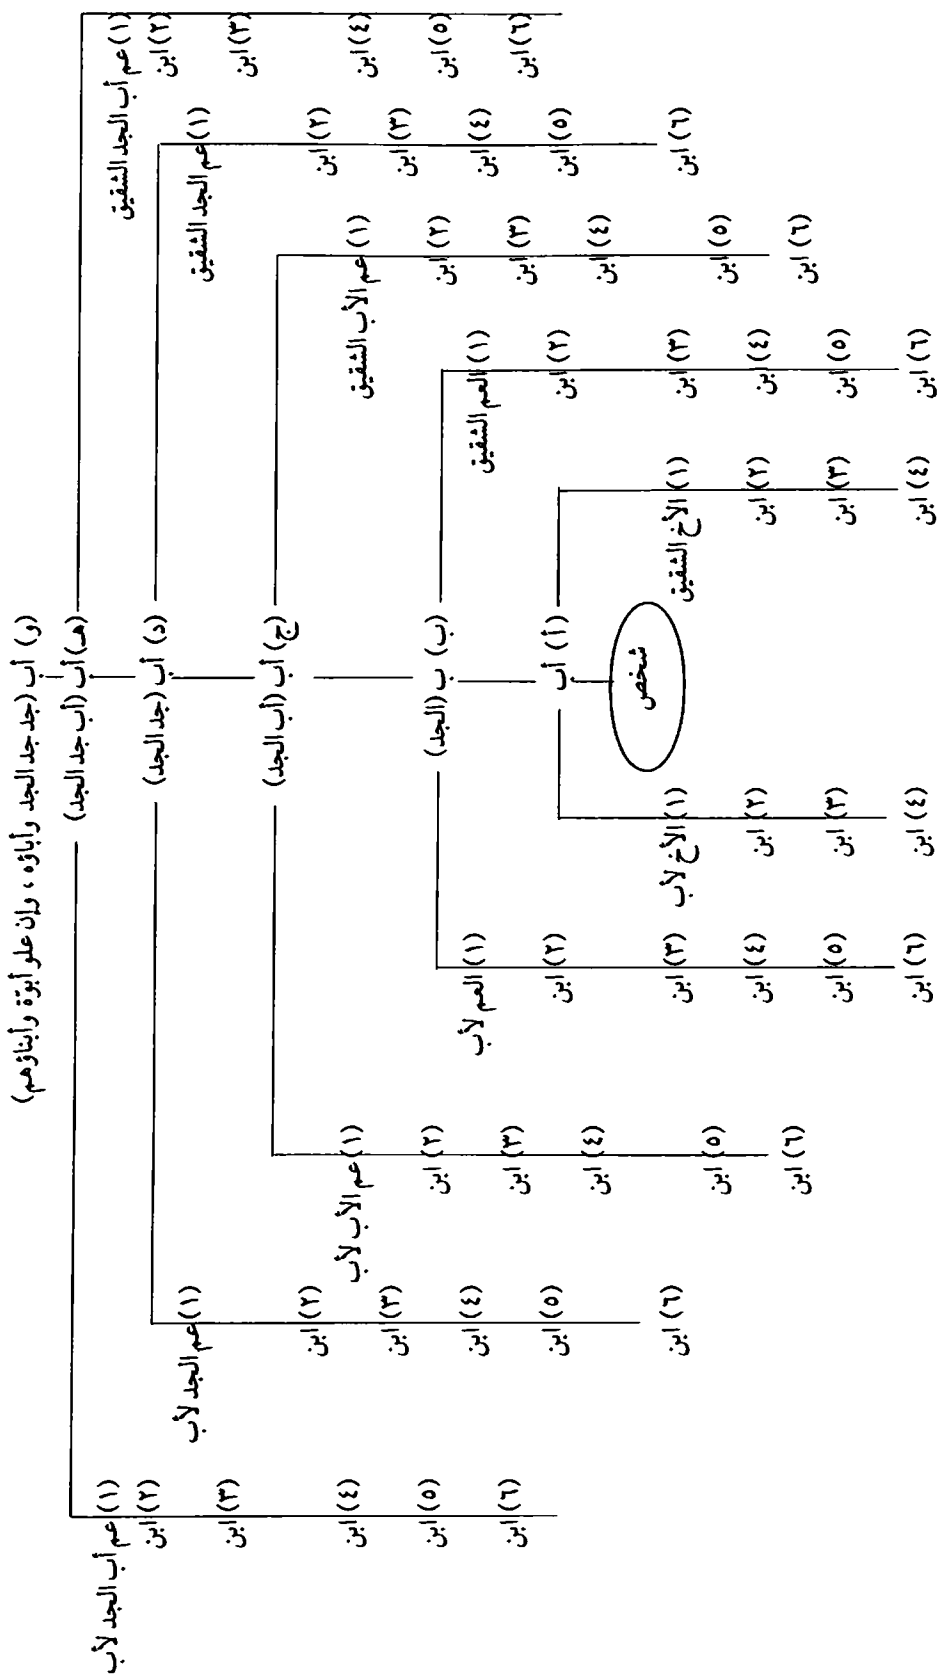 (و) أب (جد جد الجد وأباؤه ، وإن علو أبوّة وأبناؤهم)
(هـ) أب (أب جد الجد)
(د) أب (جد الجد)
(ج) أب (أب الجد)
(ب) ب (الجد)
(أ) أب
شخص
(١) عم أب الجد الشقيق
(٢) ابن
(٣) ابن
(٤) ابن
(٥) ابن
(٦) ابن
(١) عم الجد الشقيق
(٢) ابن
(٣) ابن
(٤) ابن
(٥) ابن
(٦) ابن
(١) عم الأب الشقيق
(٢) ابن
(٣) ابن
(٤) ابن
(٥) ابن
(٦) ابن
(١) العم الشقيق
(٢) ابن
(٣) ابن
(٤) ابن
(٥) ابن
(٦) ابن
(١) الأخ الشقيق
(٢) ابن
(٣) ابن
(٤) ابن
(١) الأخ لأب
(٢) ابن
(٣) ابن
(٤) ابن
(١) العم لأب
(٢) ابن
(٣) ابن
(٤) ابن
(٥) ابن
(٦) ابن
(١) عم الأب لأب
(٢) ابن
(٣) ابن
(٤) ابن
(٥) ابن
(٦) ابن
(١) عم الجد لأب
(٢) ابن
(٣) ابن
(٤) ابن
(٥) ابن
(٦) ابن
(١) عم أب الجد لأب
(٢) ابن
(٣) ابن
(٤) ابن
(٥) ابن
(٦) ابن